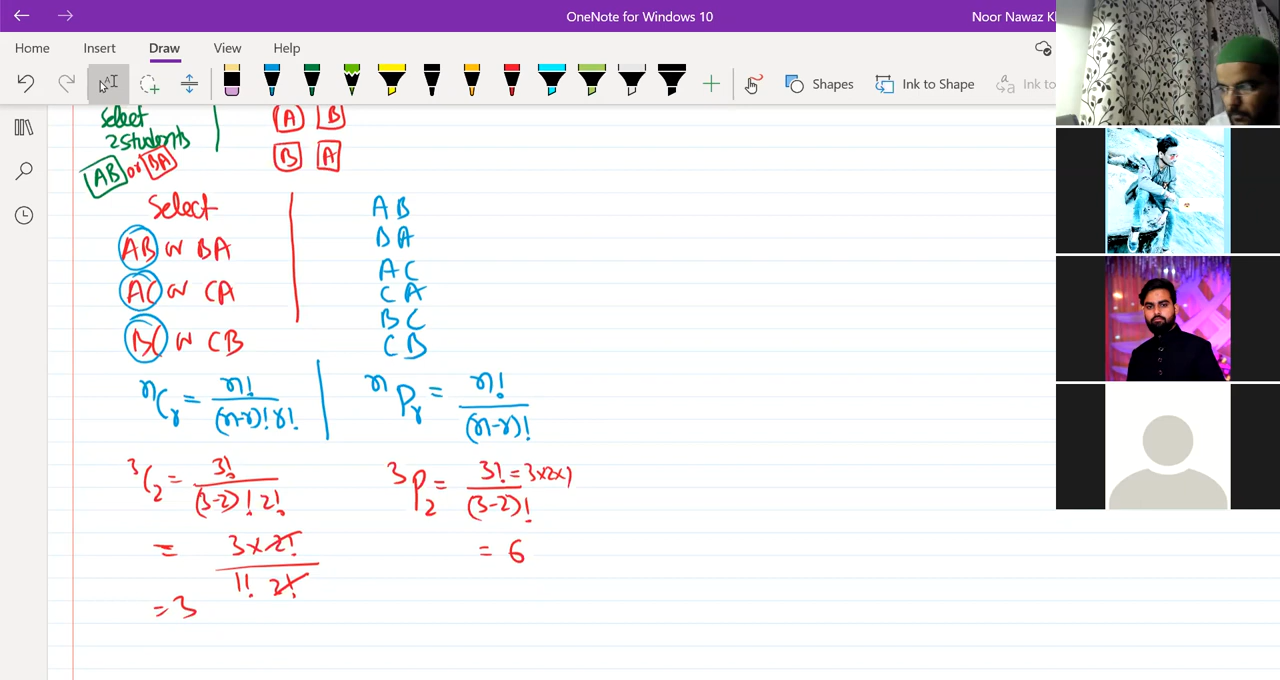 OneNote for Windows 10
Noor Nawaz
Home Insert Draw View Help
Shapes Ink to Shape Ink to
Select
2 Students
AB or BA
A B
B A
Select
AB or BA
AC or CA
BC or CB
A B
B A
A C
C A
B C
C B
ⁿCᵣ = n! / (n-r)! r!
ⁿPᵣ = n! / (n-r)!
³C₂ = 3! / (3-2)! 2!
= 3×2! / 1! 2!
= 3
³P₂ = 3! = 3×2×1 / (3-2)!
= 6